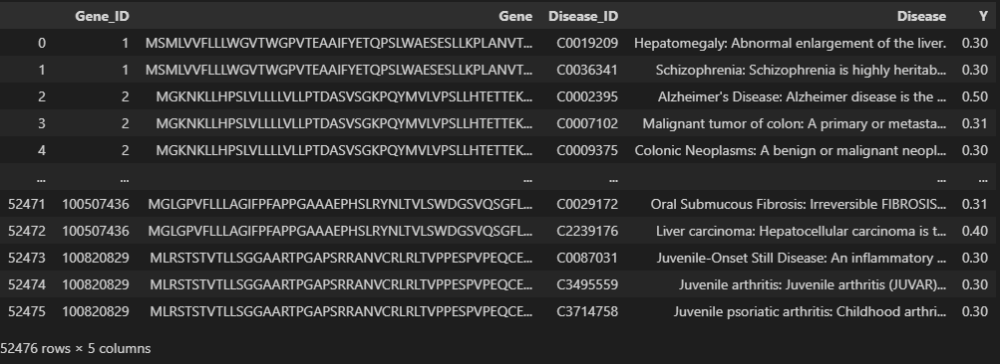 Gene_ID Gene Disease_ID Disease Y
0 1 MSMLVVFLLLWGVTWGPVTEAAIFYETQPSLWAESESLLKPLANVT... C0019209 Hepatomegaly: Abnormal enlargement of the liver. 0.30
1 1 MSMLVVFLLLWGVTWGPVTEAAIFYETQPSLWAESESLLKPLANVT... C0036341 Schizophrenia: Schizophrenia is highly heritab... 0.30
2 2 MGKNKLLHPSLVLLLLVLLPTDASVSGKPQYMVLVPSLLHTETTEK... C0002395 Alzheimer's Disease: Alzheimer disease is the ... 0.50
3 2 MGKNKLLHPSLVLLLLVLLPTDASVSGKPQYMVLVPSLLHTETTEK... C0007102 Malignant tumor of colon: A primary or metasta... 0.31
4 2 MGKNKLLHPSLVLLLLVLLPTDASVSGKPQYMVLVPSLLHTETTEK... C0009375 Colonic Neoplasms: A benign or malignant neopl... 0.30
... ... ... ... ... ...
52471 100507436 MGLGPVFLLLAGIFPFAPPGAAAEPHSLRYNLTVLSWDGSVQSGFL... C0029172 Oral Submucous Fibrosis: Irreversible FIBROSIS... 0.31
52472 100507436 MGLGPVFLLLAGIFPFAPPGAAAEPHSLRYNLTVLSWDGSVQSGFL... C2239176 Liver carcinoma: Hepatocellular carcinoma is t... 0.40
52473 100820829 MLRSTSTVTLLSGGAARTPGAPSRRANVCRLRLTVPPESPVPEQCE... C0087031 Juvenile-Onset Still Disease: An inflammatory ... 0.30
52474 100820829 MLRSTSTVTLLSGGAARTPGAPSRRANVCRLRLTVPPESPVPEQCE... C3495559 Juvenile arthritis: Juvenile arthritis (JUVAR)... 0.30
52475 100820829 MLRSTSTVTLLSGGAARTPGAPSRRANVCRLRLTVPPESPVPEQCE... C3714758 Juvenile psoriatic arthritis: Childhood arthri... 0.30
52476 rows × 5 columns